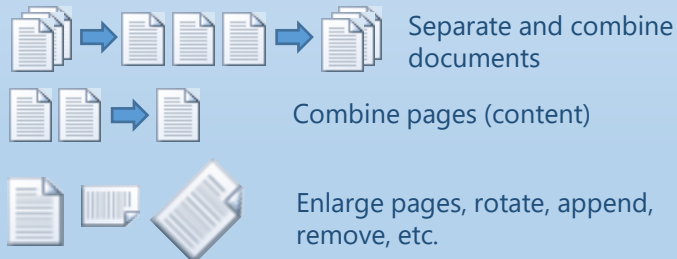 Separate and combine
documents
Combine pages (content)
Enlarge pages, rotate, append,
remove, etc.